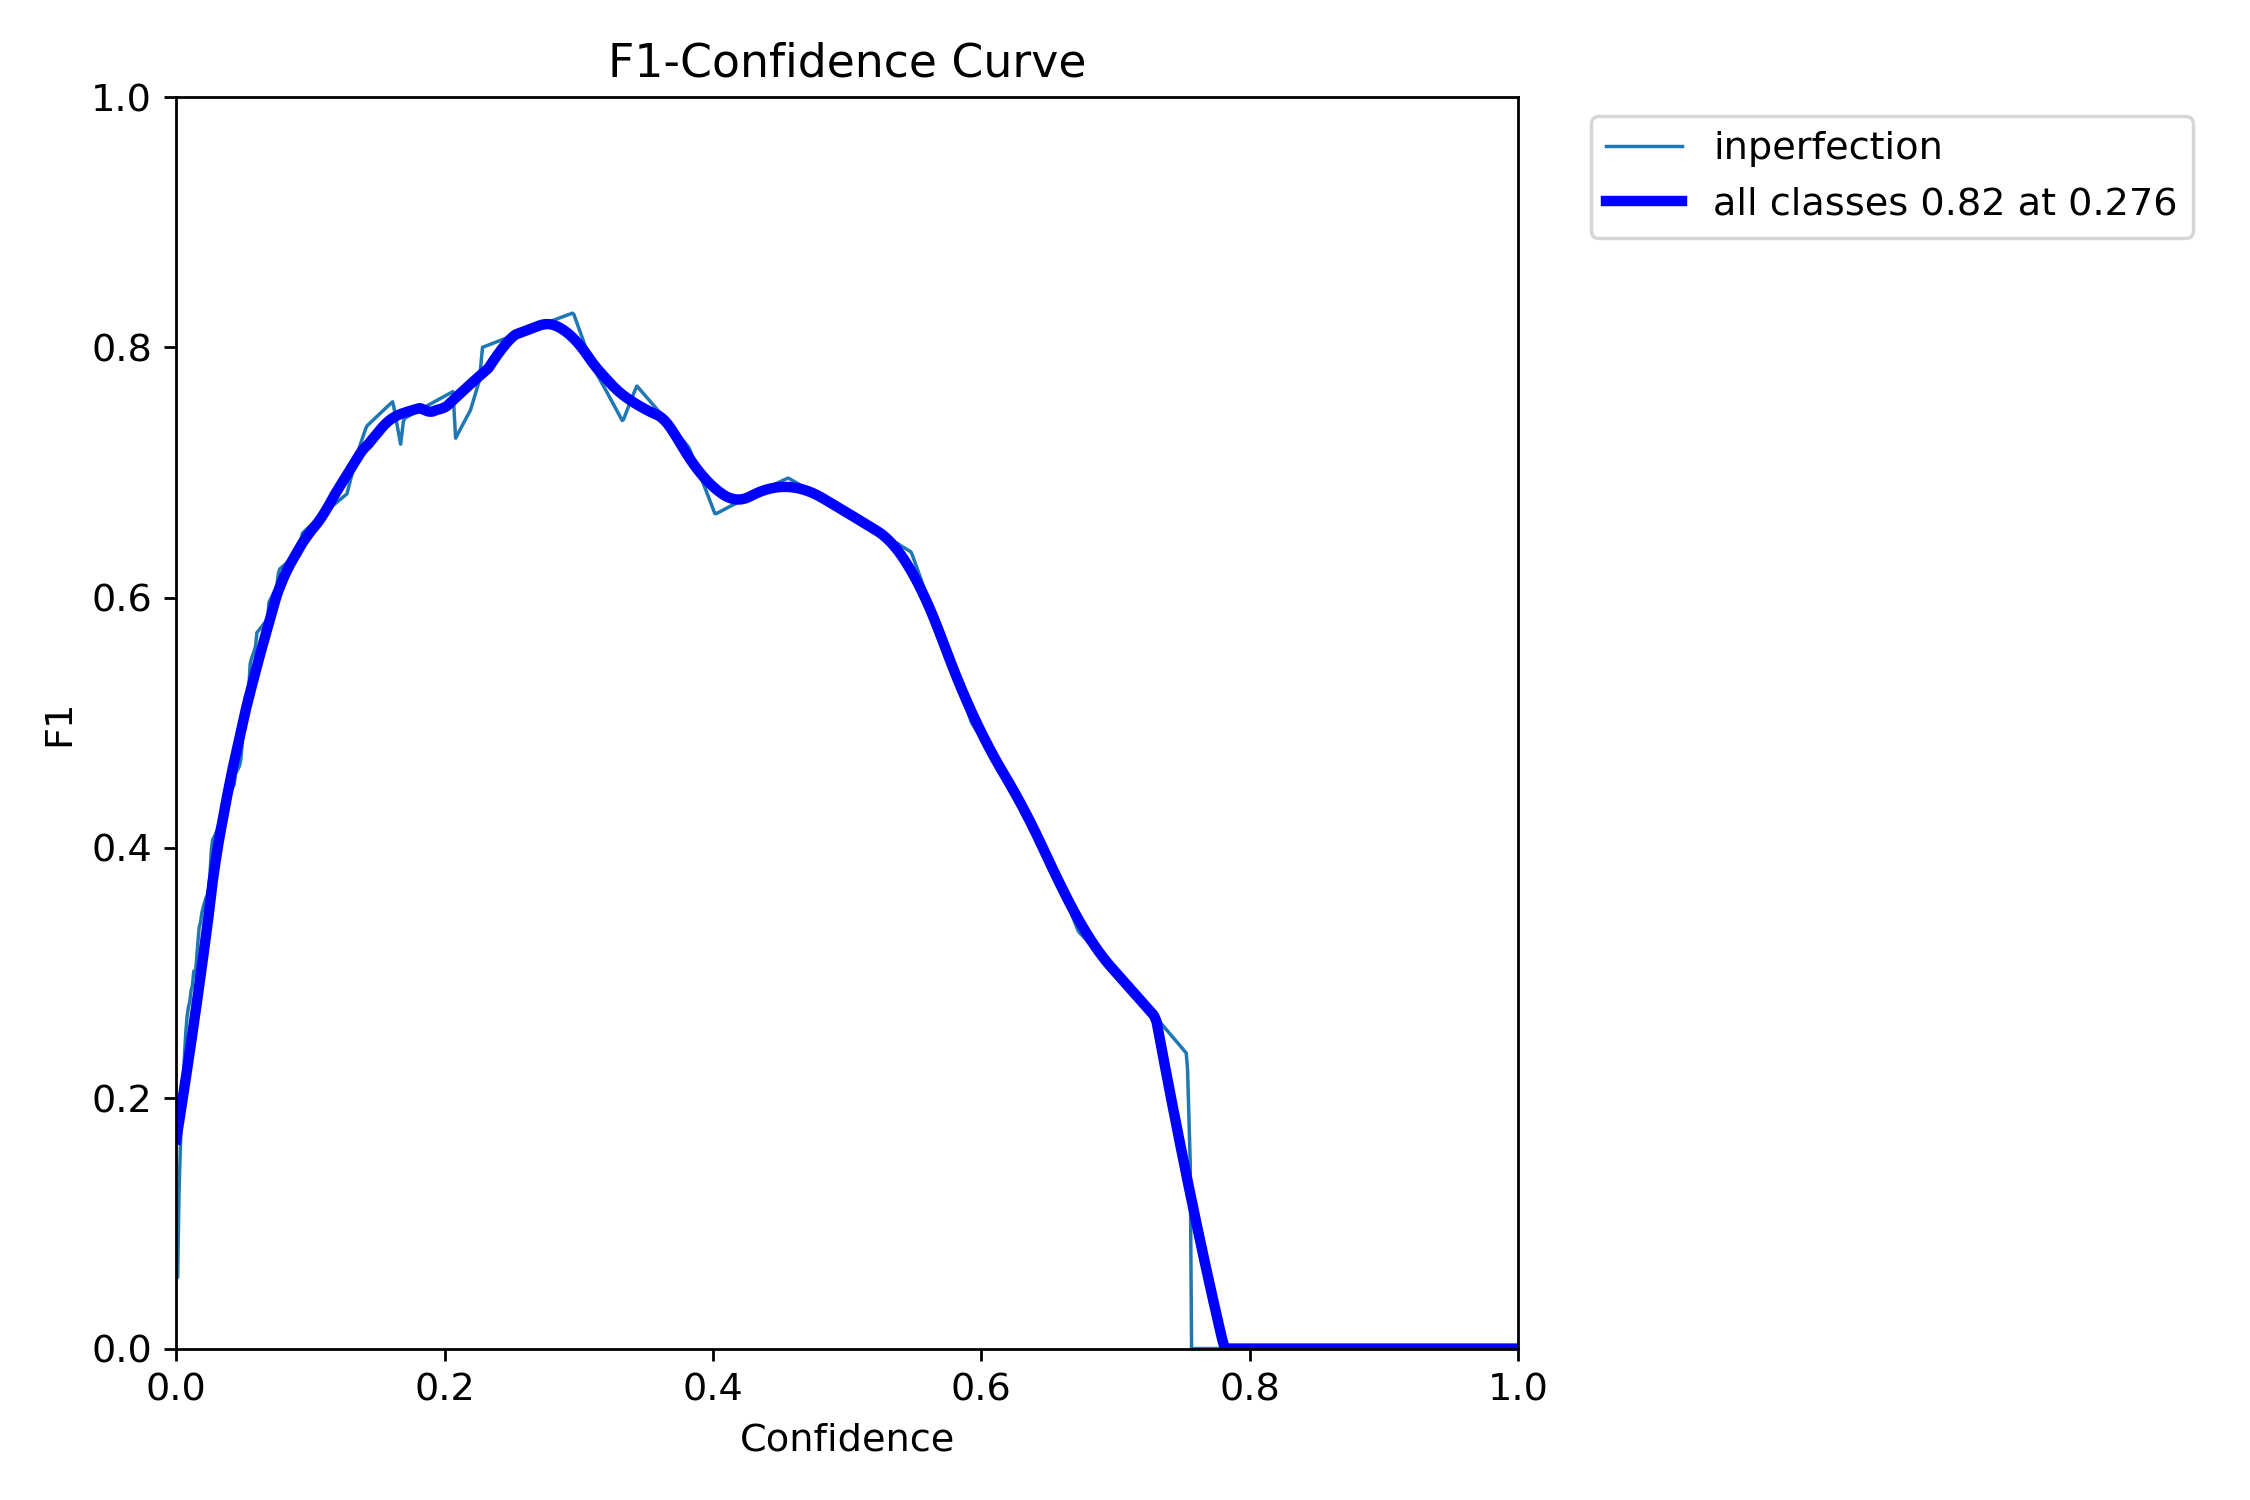 F1-Confidence Curve
inperfection
all classes 0.82 at 0.276
1.0
0.8
0.6
0.4
0.2
0.0
F1
0.0 0.2 0.4 0.6 0.8 1.0
Confidence